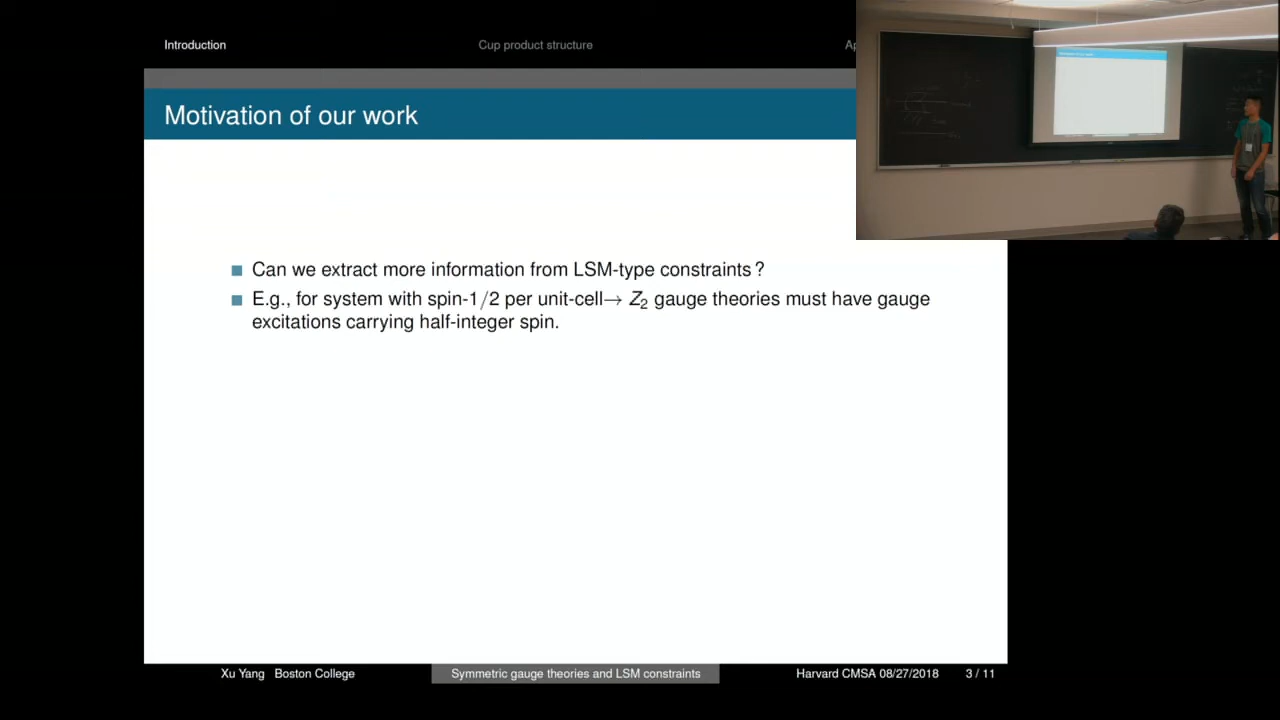 Introduction
Cup product structure
Ap
Motivation of our work
Can we extract more information from LSM-type constraints?
E.g., for system with spin-1/2 per unit-cell→ Z₂ gauge theories must have gauge
excitations carrying half-integer spin.
Xu Yang Boston College
Symmetric gauge theories and LSM constraints
Harvard CMSA 08/27/2018
3 / 11